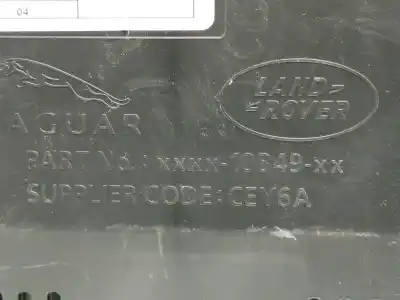 04
LAND
ROVER
JAGUAR
PART No.: xxxx-10849-xx
SUPPLIER CODE: CEY6A